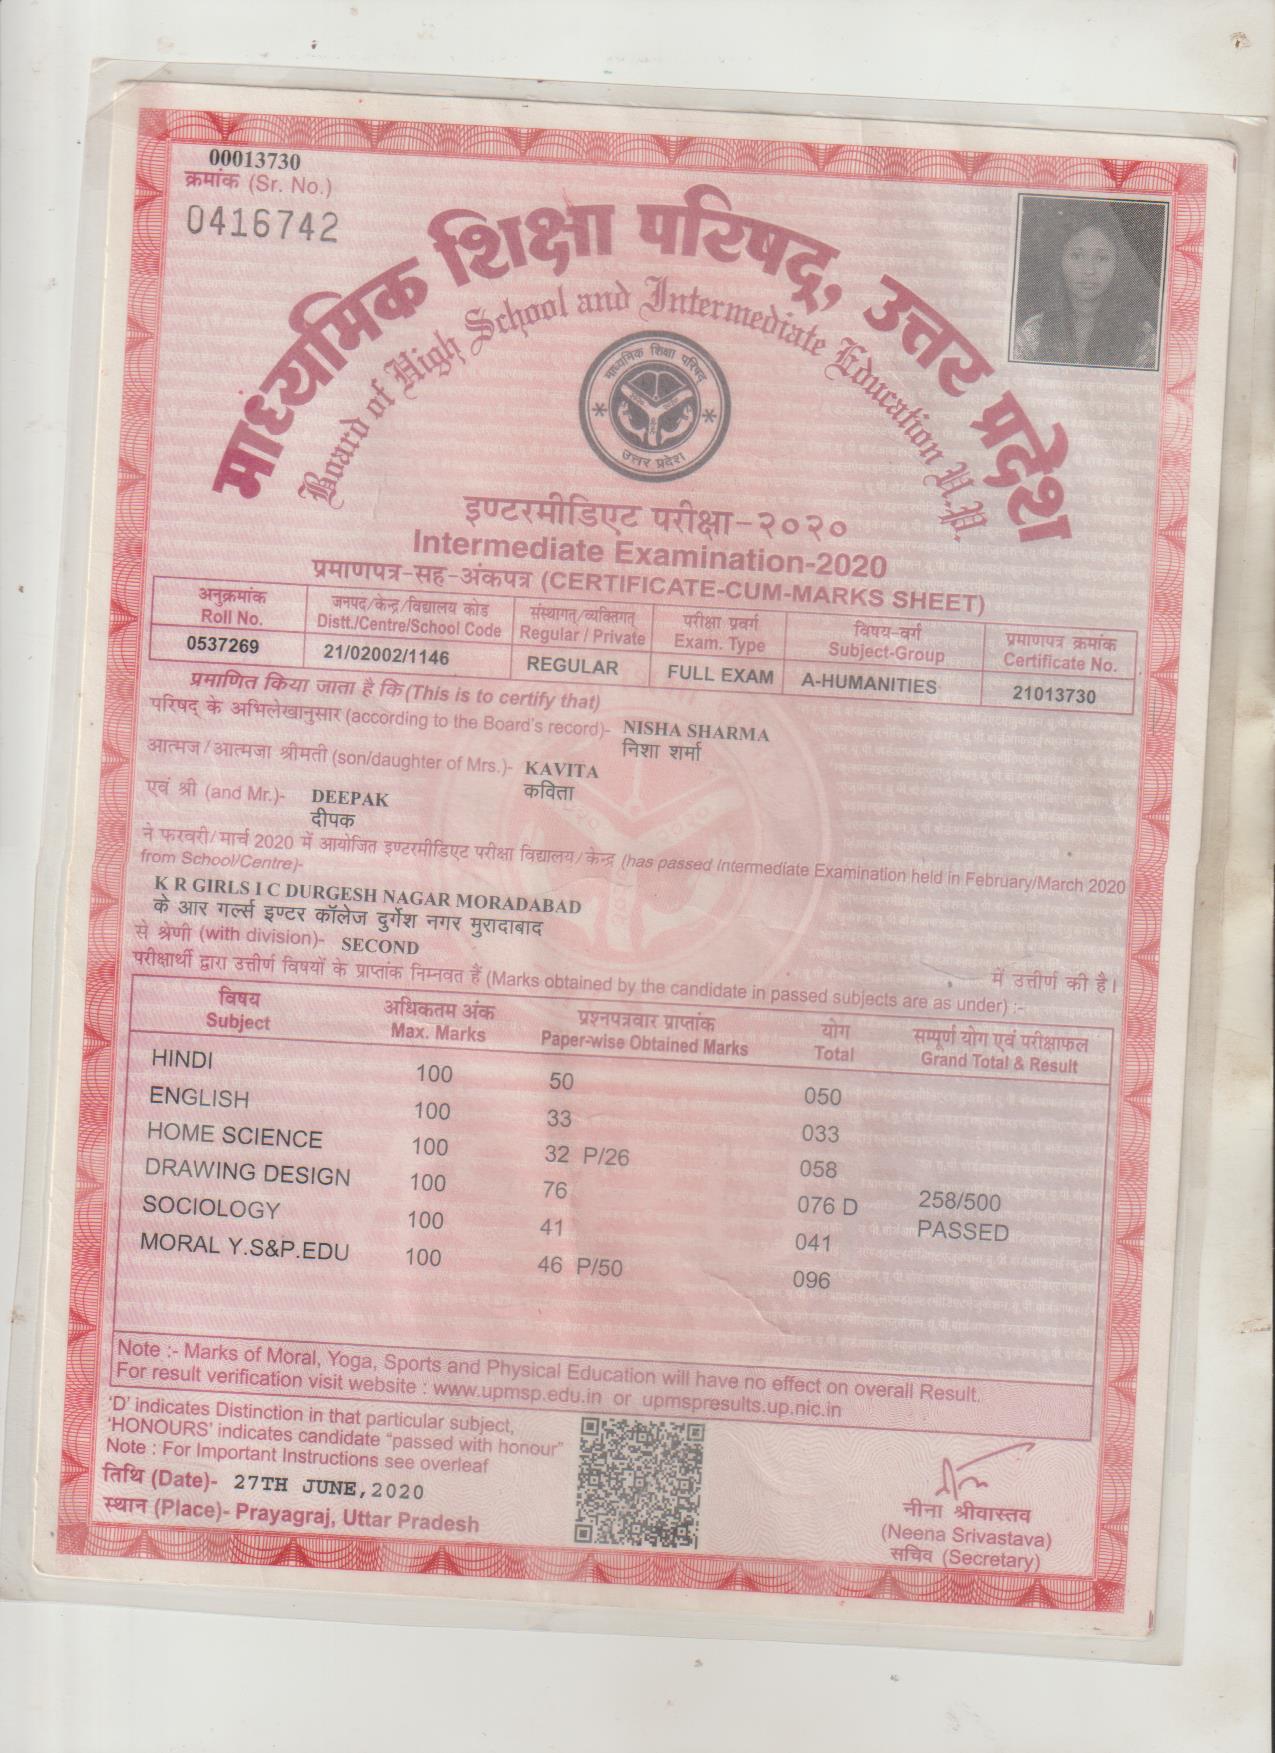 00013730
क्रमांक (Sr. No.)
0416742
माध्यमिक शिक्षा परिषद्, उत्तर प्रदेश
Board of High School and Intermediate Education U.P.
माध्यमिक शिक्षा परिषद्
उत्तर प्रदेश
इण्टरमीडिएट परीक्षा-२०२०
Intermediate Examination-2020
प्रमाणपत्र-सह-अंकपत्र (CERTIFICATE-CUM-MARKS SHEET)
अनुक्रमांक जनपद/केन्द्र/विद्यालय कोड संस्थागत्/व्यक्तिगत् परीक्षा प्रवर्ग विषय-वर्ग प्रमाणपत्र क्रमांक
Roll No. Distt./Centre/School Code Regular / Private Exam. Type Subject-Group Certificate No.
0537269 21/02002/1146 REGULAR FULL EXAM A-HUMANITIES 21013730
प्रमाणित किया जाता है कि (This is to certify that)
परिषद् के अभिलेखानुसार (according to the Board's record)- NISHA SHARMA
निशा शर्मा
आत्मज/आत्मजा श्रीमती (son/daughter of Mrs.)- KAVITA
कविता
एवं श्री (and Mr.)- DEEPAK
दीपक
ने फरवरी/मार्च 2020 में आयोजित इण्टरमीडिएट परीक्षा विद्यालय/केन्द्र (has passed Intermediate Examination held in February/March 2020
from School/Centre)-
K R GIRLS I C DURGESH NAGAR MORADABAD
के आर गर्ल्स इण्टर कॉलेज दुर्गेश नगर मुरादाबाद
से श्रेणी (with division)- SECOND में उत्तीर्ण की है।
परीक्षार्थी द्वारा उत्तीर्ण विषयों के प्राप्तांक निम्नवत हैं (Marks obtained by the candidate in passed subjects are as under) :-
विषय अधिकतम अंक प्रश्नपत्रवार प्राप्तांक योग सम्पूर्ण योग एवं परीक्षाफल
Subject Max. Marks Paper-wise Obtained Marks Total Grand Total & Result
HINDI 100 50 050
ENGLISH 100 33 033
HOME SCIENCE 100 32 P/26 058
DRAWING DESIGN 100 76 076 D 258/500
SOCIOLOGY 100 41 041 PASSED
MORAL Y.S&P.EDU 100 46 P/50 096
Note :- Marks of Moral, Yoga, Sports and Physical Education will have no effect on overall Result.
For result verification visit website : www.upmsp.edu.in or upmspresults.up.nic.in
'D' indicates Distinction in that particular subject,
'HONOURS' indicates candidate "passed with honour"
Note : For Important Instructions see overleaf
तिथि (Date)- 27TH JUNE,2020
स्थान (Place)- Prayagraj, Uttar Pradesh
नीना श्रीवास्तव
(Neena Srivastava)
सचिव (Secretary)